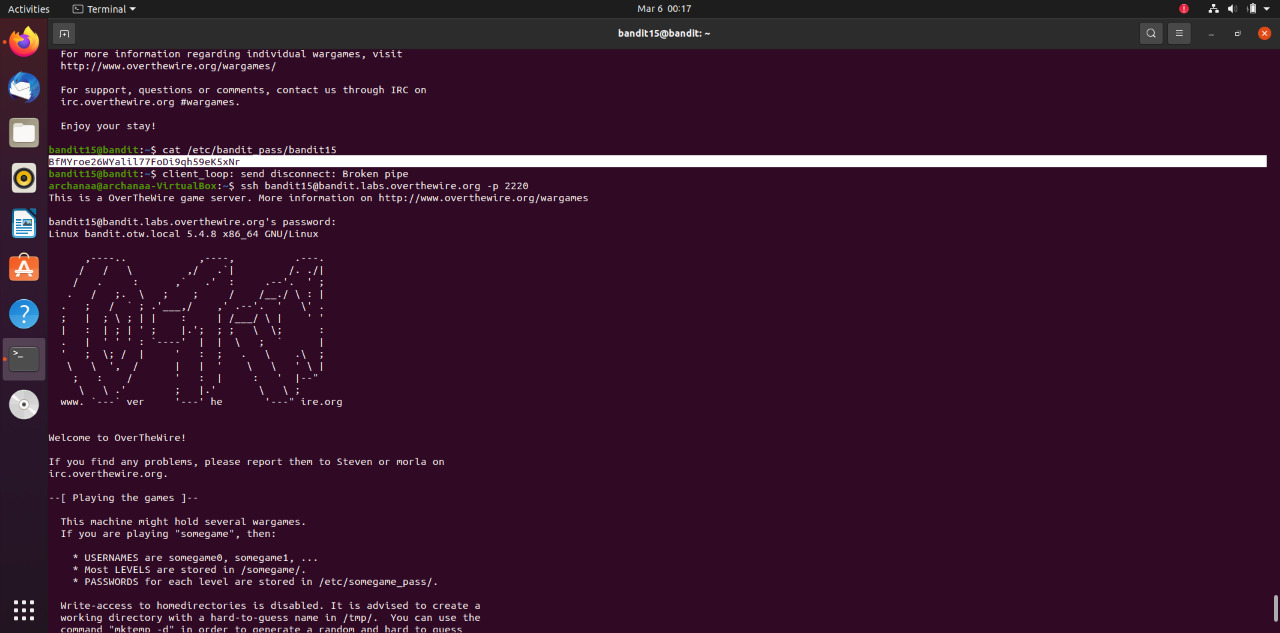 Activities Terminal Mar 6 00:17
bandit15@bandit: ~
For more information regarding individual wargames, visit
http://www.overthewire.org/wargames/
For support, questions or comments, contact us through IRC on
irc.overthewire.org #wargames.
Enjoy your stay!
bandit15@bandit:~$ cat /etc/bandit_pass/bandit15
BfMYroe26WYalil77FoDi9qh59eK5xNr
bandit15@bandit:~$ client_loop: send disconnect: Broken pipe
archanaa@archanaa-VirtualBox:~$ ssh bandit15@bandit.labs.overthewire.org -p 2220
This is a OverTheWire game server. More information on http://www.overthewire.org/wargames
bandit15@bandit.labs.overthewire.org's password:
Linux bandit.otw.local 5.4.8 x86_64 GNU/Linux
www. `---` ver '---' he '---" ire.org
Welcome to OverTheWire!
If you find any problems, please report them to Steven or morla on
irc.overthewire.org.
--[ Playing the games ]--
This machine might hold several wargames.
If you are playing "somegame", then:
* USERNAMES are somegame0, somegame1, ...
* Most LEVELS are stored in /somegame/.
* PASSWORDS for each level are stored in /etc/somegame_pass/.
Write-access to homedirectories is disabled. It is advised to create a
working directory with a hard-to-guess name in /tmp/. You can use the
command "mktemp -d" in order to generate a random and hard to guess